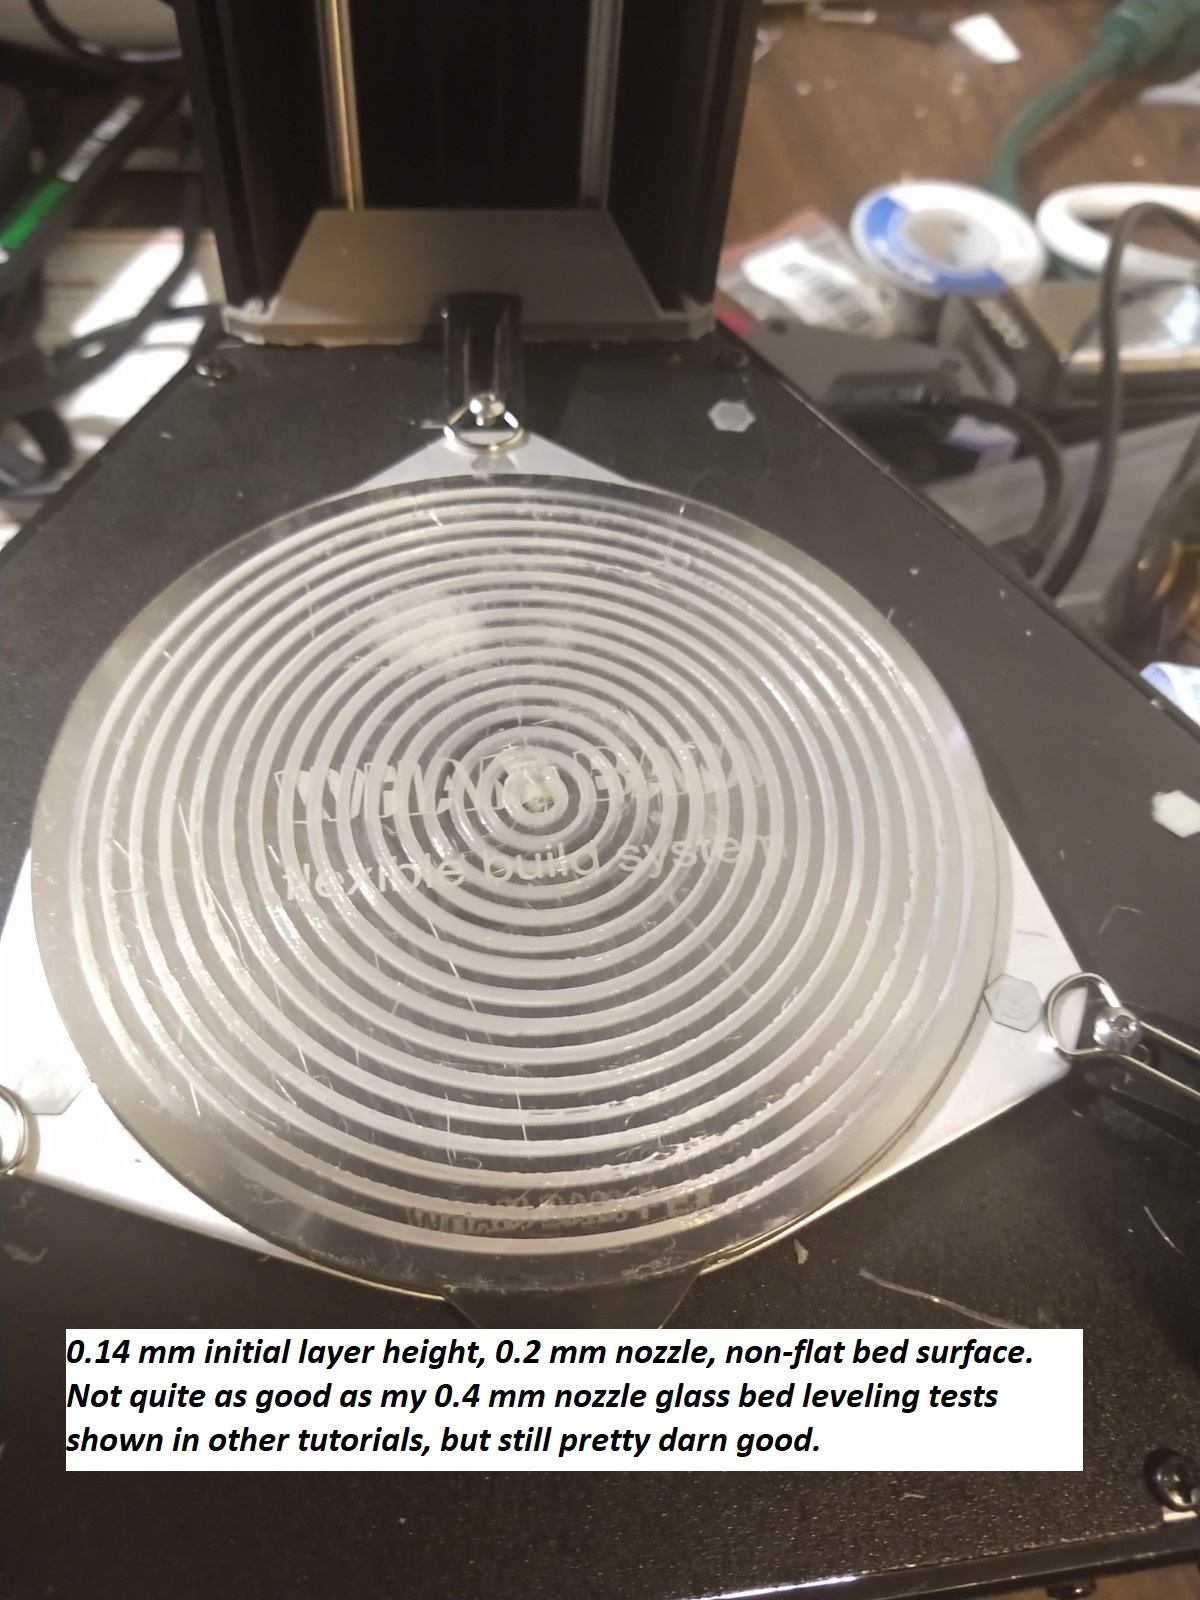 flexible build system
0.14 mm initial layer height, 0.2 mm nozzle, non-flat bed surface.
Not quite as good as my 0.4 mm nozzle glass bed leveling tests
shown in other tutorials, but still pretty darn good.